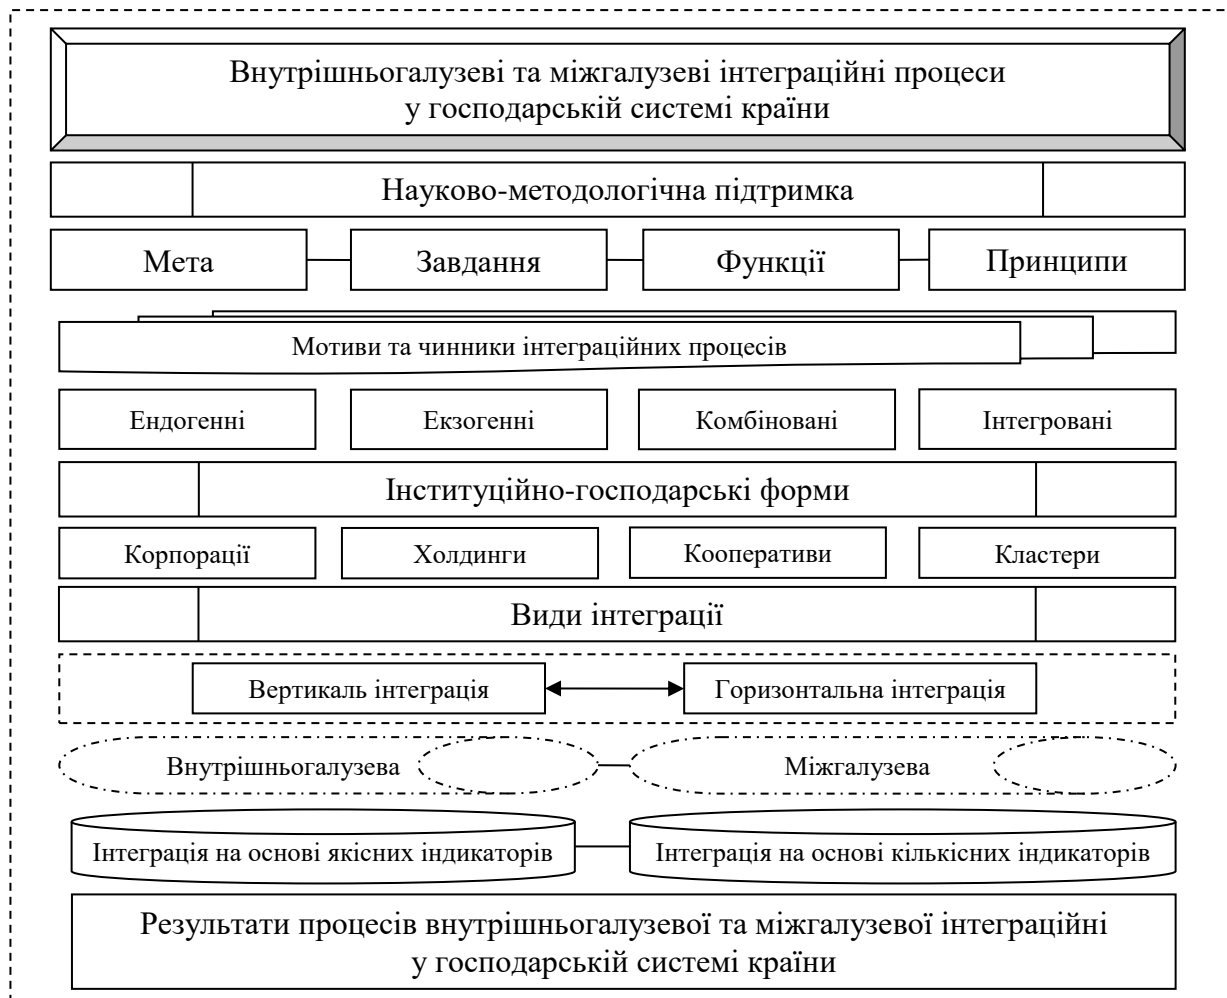 Внутрішньогалузеві та міжгалузеві інтеграційні процеси
у господарській системі країни
Науково-методологічна підтримка
Мета
Завдання
Функції
Принципи
Мотиви та чинники інтеграційних процесів
Ендогенні
Екзогенні
Комбіновані
Інтегровані
Інституційно-господарські форми
Корпорації
Холдинги
Кооперативи
Кластери
Види інтеграції
Вертикаль інтеграція
Горизонтальна інтеграція
Внутрішньогалузева
Міжгалузева
Інтеграція на основі якісних індикаторів
Інтеграція на основі кількісних індикаторів
Результати процесів внутрішньогалузевої та міжгалузевої інтеграційні
у господарській системі країни